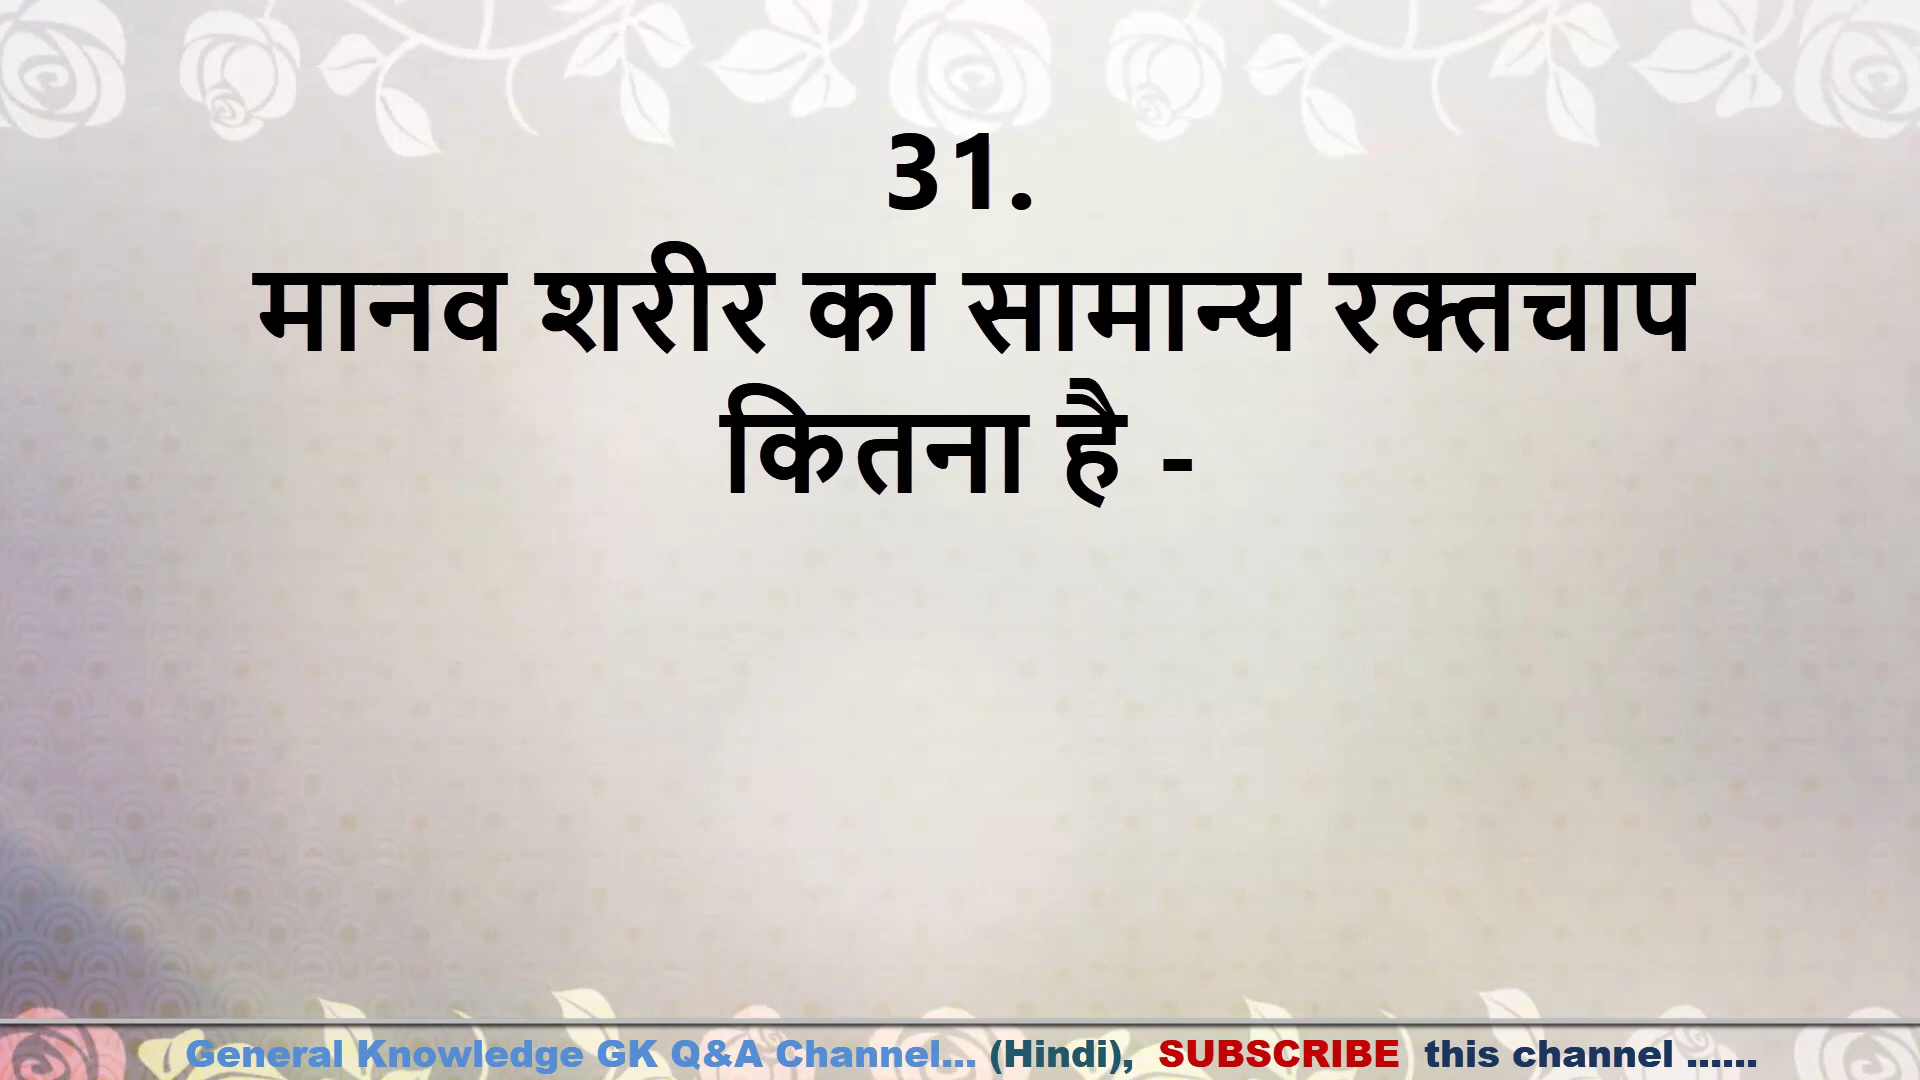 31.
मानव शरीर का सामान्य रक्तचाप
कितना है -
General Knowledge GK Q&A Channel... (Hindi), SUBSCRIBE this channel ......